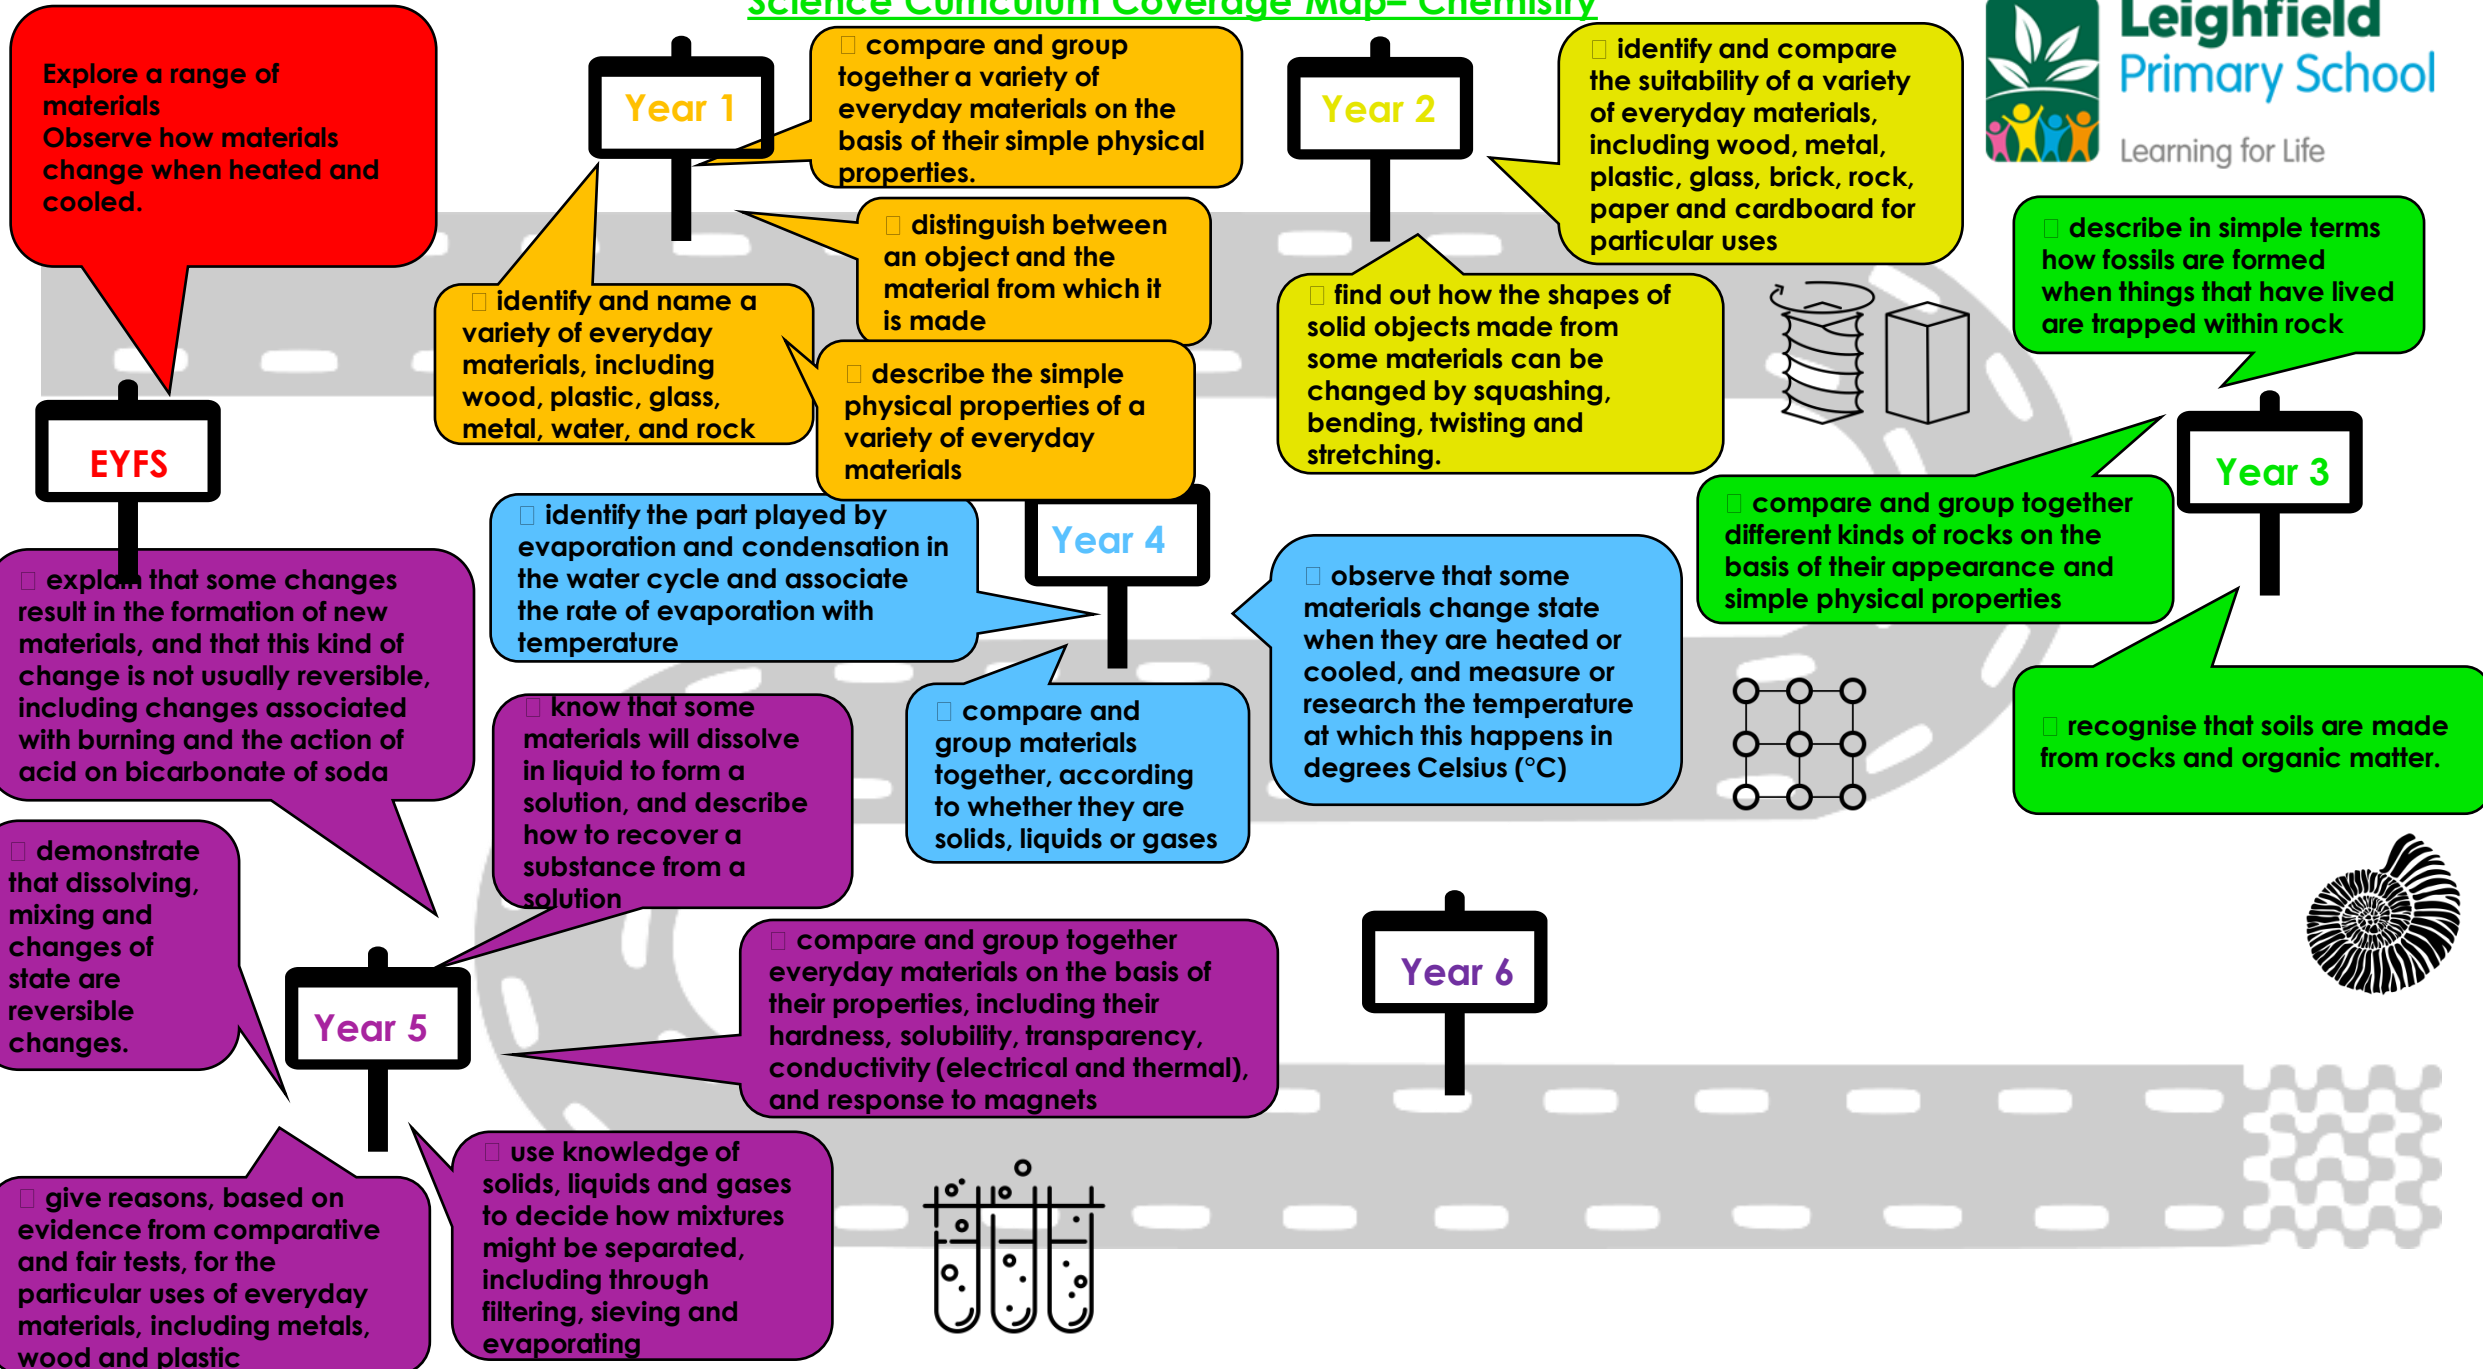 Science Curriculum Coverage Map– Chemistry
Leighfield
Primary School
Learning for Life
Explore a range of
materials
Observe how materials
change when heated and
cooled.
EYFS
Year 1
compare and group
together a variety of
everyday materials on the
basis of their simple physical
properties.
distinguish between
an object and the
material from which it
is made
identify and name a
variety of everyday
materials, including
wood, plastic, glass,
metal, water, and rock
describe the simple
physical properties of a
variety of everyday
materials
Year 2
identify and compare
the suitability of a variety
of everyday materials,
including wood, metal,
plastic, glass, brick, rock,
paper and cardboard for
particular uses
find out how the shapes of
solid objects made from
some materials can be
changed by squashing,
bending, twisting and
stretching.
describe in simple terms
how fossils are formed
when things that have lived
are trapped within rock
Year 3
compare and group together
different kinds of rocks on the
basis of their appearance and
simple physical properties
recognise that soils are made
from rocks and organic matter.
Year 4
identify the part played by
evaporation and condensation in
the water cycle and associate
the rate of evaporation with
temperature
observe that some
materials change state
when they are heated or
cooled, and measure or
research the temperature
at which this happens in
degrees Celsius (°C)
compare and
group materials
together, according
to whether they are
solids, liquids or gases
explain that some changes
result in the formation of new
materials, and that this kind of
change is not usually reversible,
including changes associated
with burning and the action of
acid on bicarbonate of soda
know that some
materials will dissolve
in liquid to form a
solution, and describe
how to recover a
substance from a
solution
demonstrate
that dissolving,
mixing and
changes of
state are
reversible
changes.
Year 5
compare and group together
everyday materials on the basis of
their properties, including their
hardness, solubility, transparency,
conductivity (electrical and thermal),
and response to magnets
give reasons, based on
evidence from comparative
and fair tests, for the
particular uses of everyday
materials, including metals,
wood and plastic
use knowledge of
solids, liquids and gases
to decide how mixtures
might be separated,
including through
filtering, sieving and
evaporating
Year 6